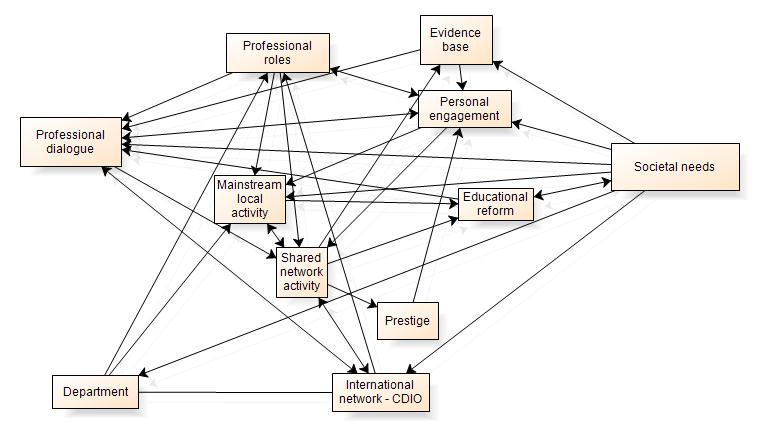 Evidence
base
Professional
roles
Personal
engagement
Professional
dialogue
Societal needs
Mainstream
local
activity
Educational
reform
Shared
network
activity
Prestige
Department
International
network - CDIO